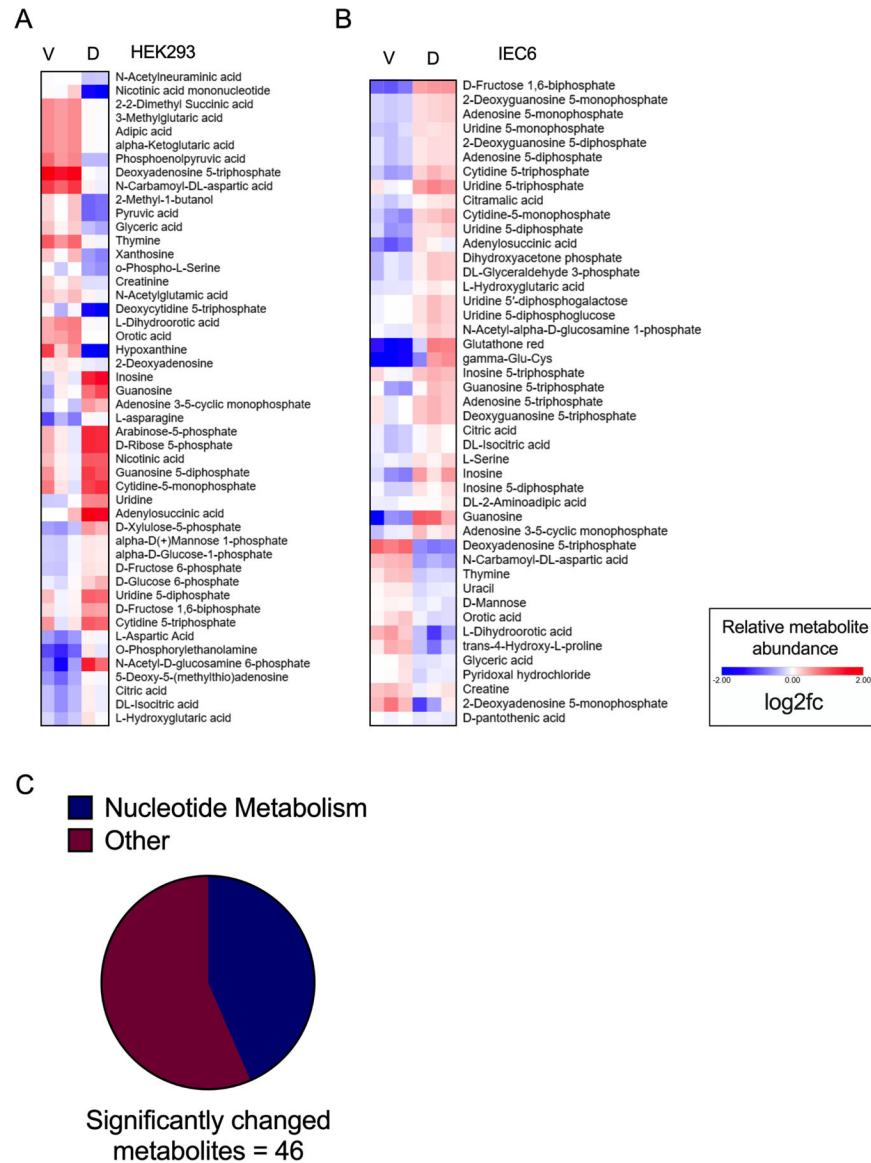 A
V D HEK293
N-Acetylneuraminic acid
Nicotinic acid mononucleotide
2-2-Dimethyl Succinic acid
3-Methylglutaric acid
Adipic acid
alpha-Ketoglutaric acid
Phosphoenolpyruvic acid
Deoxyadenosine 5-triphosphate
N-Carbamoyl-DL-aspartic acid
2-Methyl-1-butanol
Pyruvic acid
Glyceric acid
Thymine
Xanthosine
o-Phospho-L-Serine
Creatinine
N-Acetylglutamic acid
Deoxycytidine 5-triphosphate
L-Dihydroorotic acid
Orotic acid
Hypoxanthine
2-Deoxyadenosine
Inosine
Guanosine
Adenosine 3-5-cyclic monophosphate
L-asparagine
Arabinose-5-phosphate
D-Ribose 5-phosphate
Nicotinic acid
Guanosine 5-diphosphate
Cytidine-5-monophosphate
Uridine
Adenylosuccinic acid
D-Xylulose-5-phosphate
alpha-D(+)Mannose 1-phosphate
alpha-D-Glucose-1-phosphate
D-Fructose 6-phosphate
D-Glucose 6-phosphate
Uridine 5-diphosphate
D-Fructose 1,6-biphosphate
Cytidine 5-triphosphate
L-Aspartic Acid
O-Phosphorylethanolamine
N-Acetyl-D-glucosamine 6-phosphate
5-Deoxy-5-(methylthio)adenosine
Citric acid
DL-Isocitric acid
L-Hydroxyglutaric acid
B
V D IEC6
D-Fructose 1,6-biphosphate
2-Deoxyguanosine 5-monophosphate
Adenosine 5-monophosphate
Uridine 5-monophosphate
2-Deoxyguanosine 5-diphosphate
Adenosine 5-diphosphate
Cytidine 5-triphosphate
Uridine 5-triphosphate
Citramalic acid
Cytidine-5-monophosphate
Uridine 5-diphosphate
Adenylosuccinic acid
Dihydroxyacetone phosphate
DL-Glyceraldehyde 3-phosphate
L-Hydroxyglutaric acid
Uridine 5'-diphosphogalactose
Uridine 5-diphosphoglucose
N-Acetyl-alpha-D-glucosamine 1-phosphate
Glutathone red
gamma-Glu-Cys
Inosine 5-triphosphate
Guanosine 5-triphosphate
Adenosine 5-triphosphate
Deoxyguanosine 5-triphosphate
Citric acid
DL-Isocitric acid
L-Serine
Inosine
Inosine 5-diphosphate
DL-2-Aminoadipic acid
Guanosine
Adenosine 3-5-cyclic monophosphate
Deoxyadenosine 5-triphosphate
N-Carbamoyl-DL-aspartic acid
Thymine
Uracil
D-Mannose
Orotic acid
L-Dihydroorotic acid
trans-4-Hydroxy-L-proline
Glyceric acid
Pyridoxal hydrochloride
Creatine
2-Deoxyadenosine 5-monophosphate
D-pantothenic acid
Relative metabolite
abundance
-2.00 0.00 2.00
log2fc
C
Nucleotide Metabolism
Other
Significantly changed
metabolites = 46